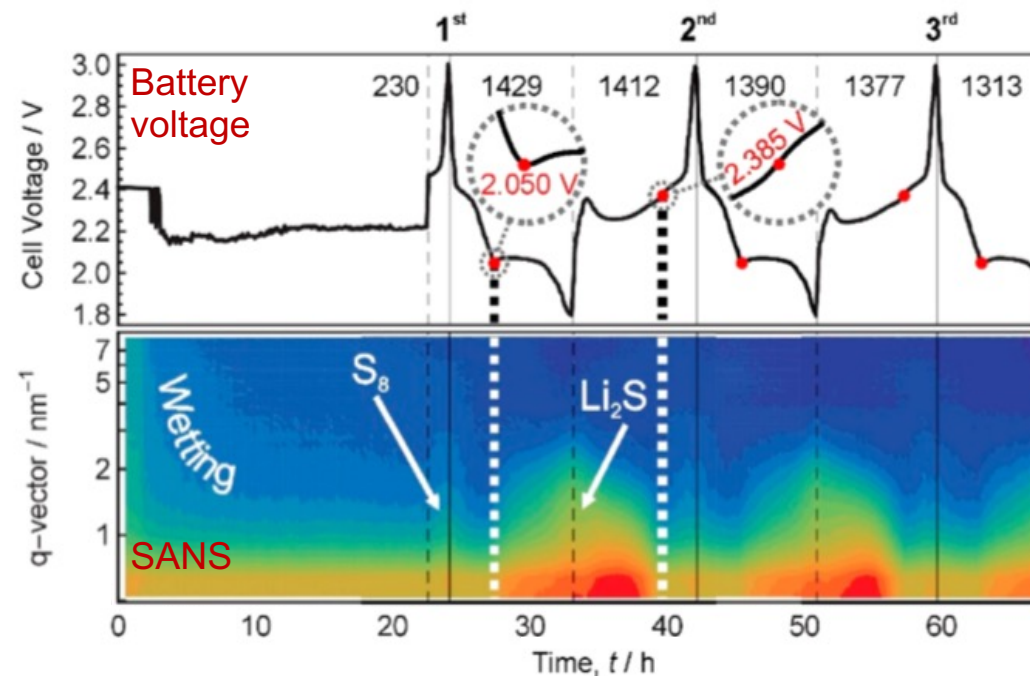 1st 2nd 3rd
Battery voltage
230 1429 1412 1390 1377 1313
2.050 V
2.385 V
Cell Voltage / V
3.0
2.8
2.6
2.4
2.2
2.0
1.8
S8
Li2S
Wetting
SANS
q-vector / nm⁻¹
7
5
2
1
0 10 20 30 40 50 60
Time, t / h